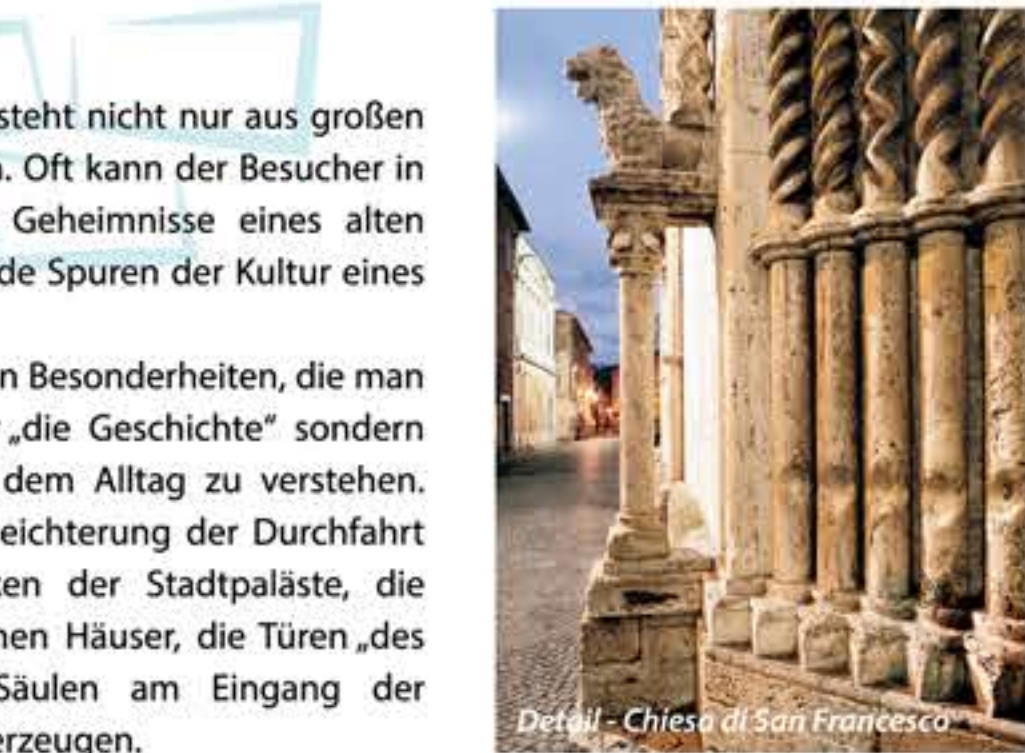 steht nicht nur aus großen
Oft kann der Besucher in
Geheimnisse eines alten
de Spuren der Kultur eines
n Besonderheiten, die man
„die Geschichte“ sondern
dem Alltag zu verstehen.
eichterung der Durchfahrt
en der Stadtpaläste, die
nen Häuser, die Türen „des
Säulen am Eingang der
erzeugen.
Detail - Chiesa di San Francesco